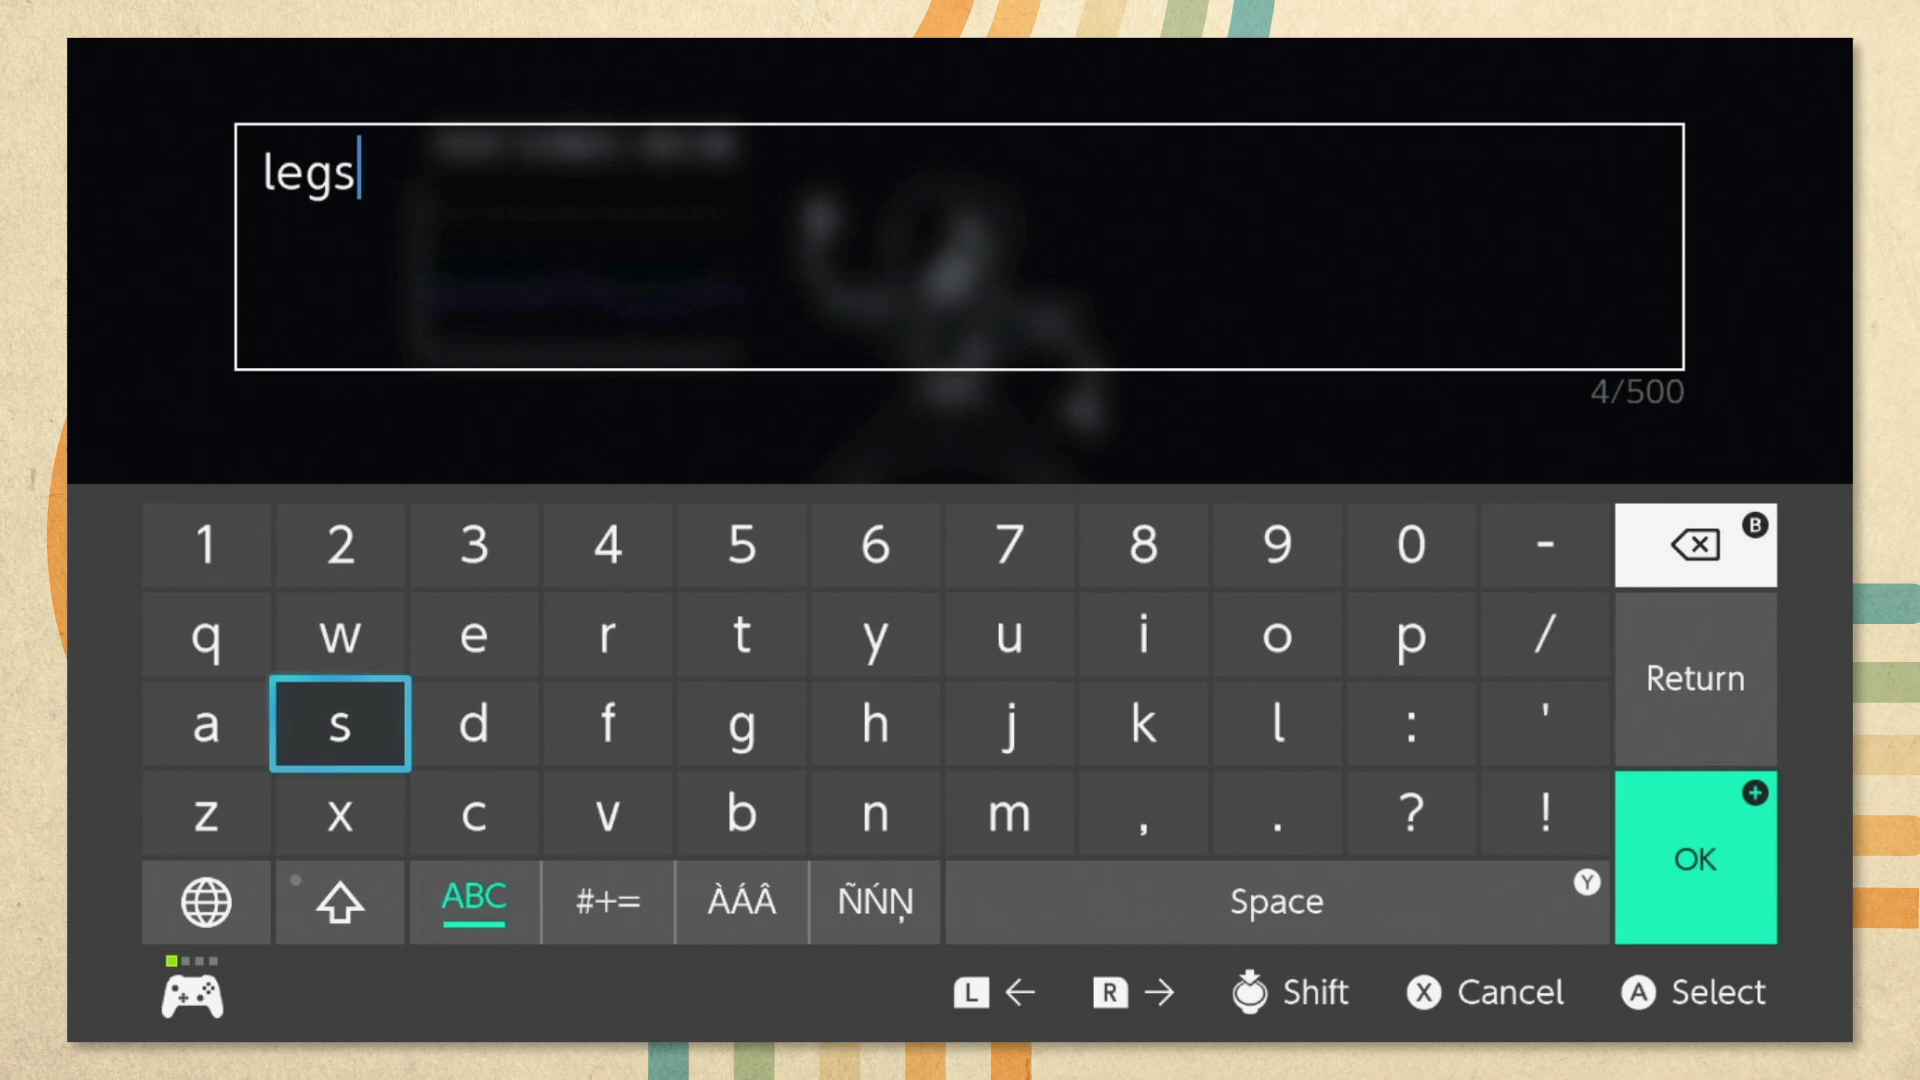 legs
4/500
1 2 3 4 5 6 7 8 9 0 - B
q w e r t y u i o p /
Return
a s d f g h j k l : '
z x c v b n m , . ? !
OK
ABC #+= ÀÁÂ ÑŃŅ Space Y
L ← R → Shift X Cancel A Select